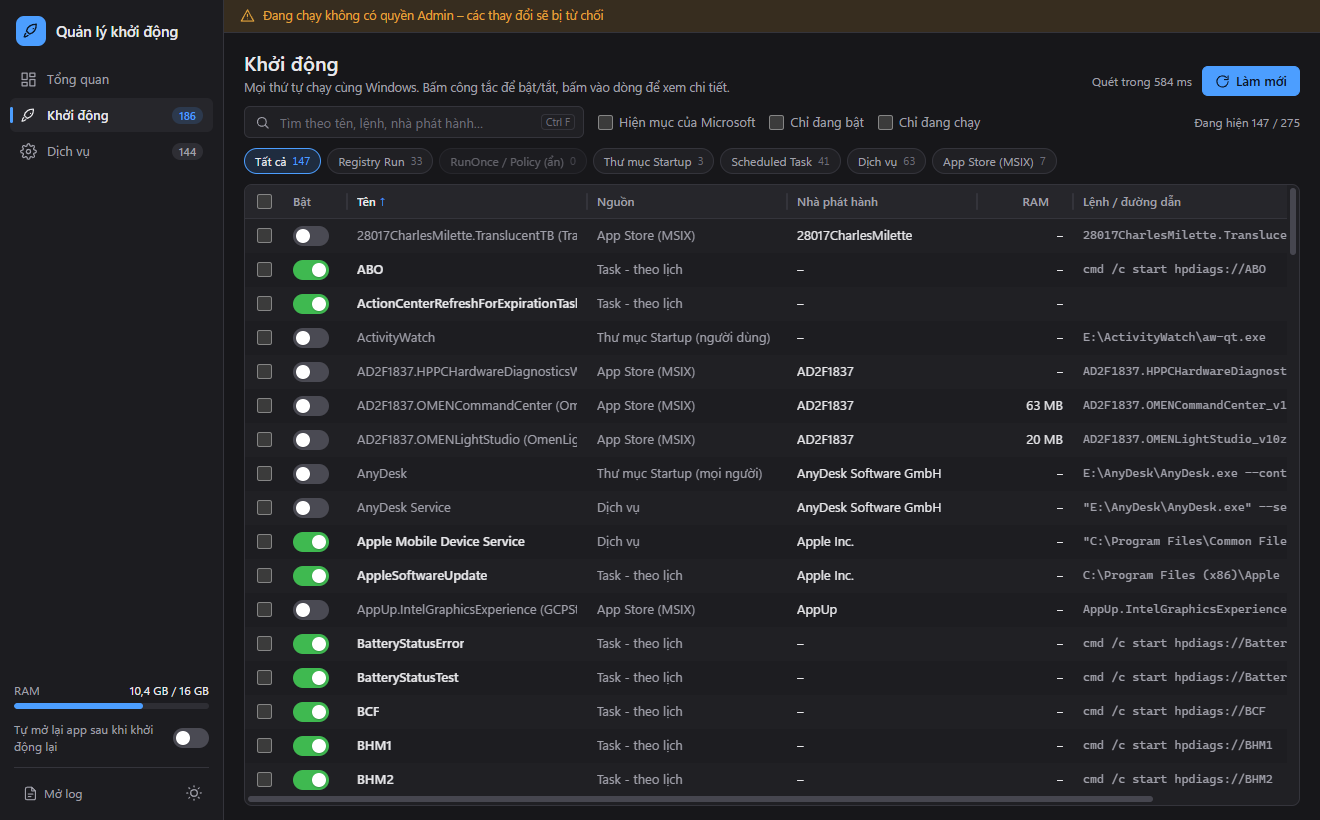 Quản lý khởi động
Tổng quan
Khởi động 186
Dịch vụ 144
RAM 10,4 GB / 16 GB
Tự mở lại app sau khi khởi
động lại
Mở log
Đang chạy không có quyền Admin – các thay đổi sẽ bị từ chối
Khởi động
Mọi thứ tự chạy cùng Windows. Bấm công tắc để bật/tắt, bấm vào dòng để xem chi tiết.
Quét trong 584 ms Làm mới
Tìm theo tên, lệnh, nhà phát hành... Ctrl F Hiện mục của Microsoft Chỉ đang bật Chỉ đang chạy Đang hiện 147 / 275
Tất cả 147 Registry Run 33 RunOnce / Policy (ẩn) 0 Thư mục Startup 3 Scheduled Task 41 Dịch vụ 63 App Store (MSIX) 7
Bật Tên ↑ Nguồn Nhà phát hành RAM Lệnh / đường dẫn
28017CharlesMilette.TranslucentTB (Tra App Store (MSIX) 28017CharlesMilette – 28017CharlesMilette.Transluce
ABO Task - theo lịch – – cmd /c start hpdiags://ABO
ActionCenterRefreshForExpirationTask Task - theo lịch – –
ActivityWatch Thư mục Startup (người dùng) – – E:\ActivityWatch\aw-qt.exe
AD2F1837.HPPCHardwareDiagnosticsW App Store (MSIX) AD2F1837 – AD2F1837.HPPCHardwareDiagnost
AD2F1837.OMENCommandCenter (Om App Store (MSIX) AD2F1837 63 MB AD2F1837.OMENCommandCenter_v1
AD2F1837.OMENLightStudio (OmenLig App Store (MSIX) AD2F1837 20 MB AD2F1837.OMENLightStudio_v10z
AnyDesk Thư mục Startup (mọi người) AnyDesk Software GmbH – E:\AnyDesk\AnyDesk.exe --cont
AnyDesk Service Dịch vụ AnyDesk Software GmbH – "E:\AnyDesk\AnyDesk.exe" --se
Apple Mobile Device Service Dịch vụ Apple Inc. – "C:\Program Files\Common File
AppleSoftwareUpdate Task - theo lịch Apple Inc. – C:\Program Files (x86)\Apple
AppUp.IntelGraphicsExperience (GCPSt App Store (MSIX) AppUp – AppUp.IntelGraphicsExperience
BatteryStatusError Task - theo lịch – – cmd /c start hpdiags://Batter
BatteryStatusTest Task - theo lịch – – cmd /c start hpdiags://Batter
BCF Task - theo lịch – – cmd /c start hpdiags://BCF
BHM1 Task - theo lịch – – cmd /c start hpdiags://BHM1
BHM2 Task - theo lịch – – cmd /c start hpdiags://BHM2